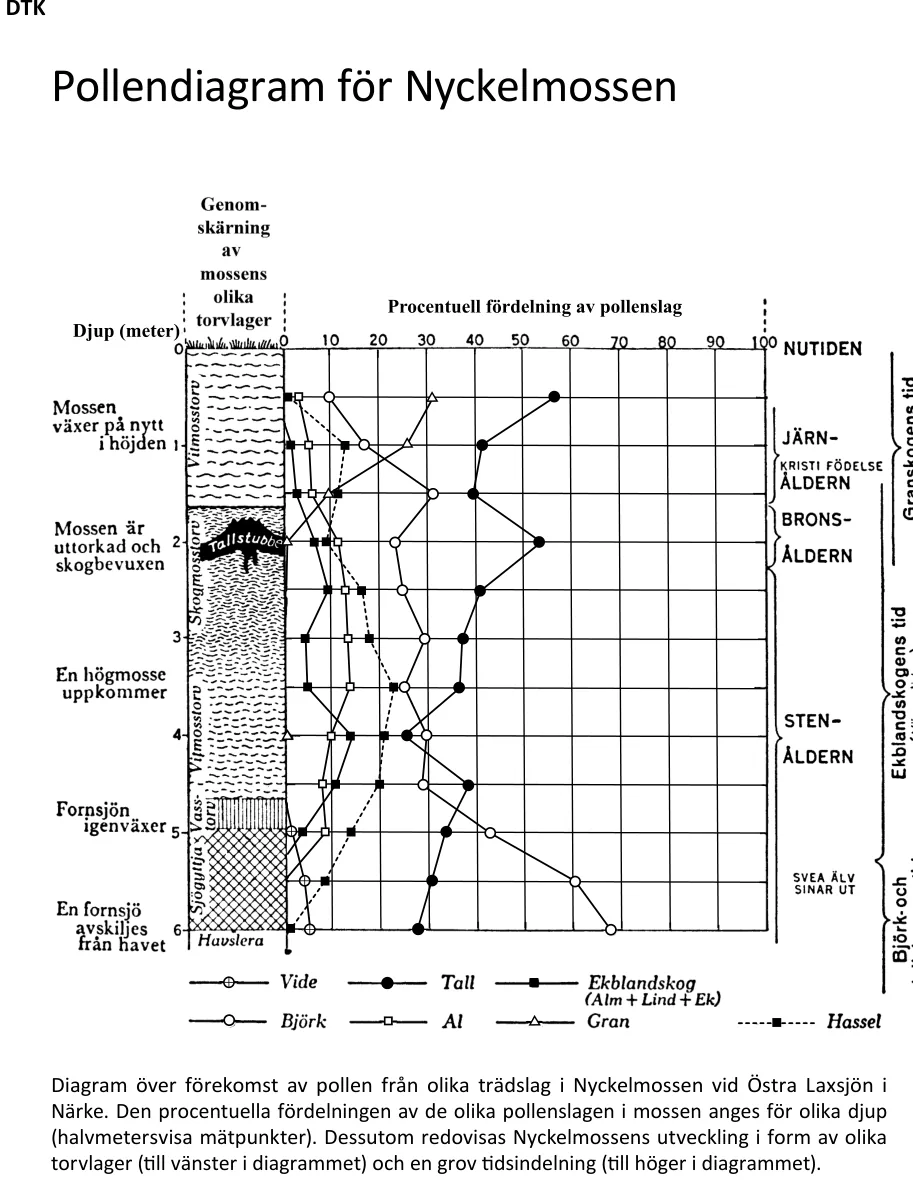 DTK
Pollendiagram för Nyckelmossen
Genom-
skärning
av
mossens
olika
torvlager
Procentuell fördelning av pollenslag
Djup (meter)
0 10 20 30 40 50 60 70 80 90 100
0
1
2
3
4
5
6
Mossen
växer på nytt
i höjden
Mossen är
uttorkad och
skogbevuxen
En högmosse
uppkommer
Fornsjön
igenväxer
En fornsjö
avskiljes
från havet
Vitmosstorv
Skogmosstorv
Tallstubbe
Vitmosstorv
Vass-
torv
Sjögyttja
Havslera
NUTIDEN
JÄRN-
KRISTI FÖDELSE
ÅLDERN
BRONS-
ÅLDERN
STEN-
ÅLDERN
SVEA ÄLV
SINAR UT
Granskogens tid
Ekblandskogens tid
Björk-och
Vide
Tall
Ekblandskog
(Alm + Lind + Ek)
Björk
Al
Gran
Hassel
Diagram över förekomst av pollen från olika trädslag i Nyckelmossen vid Östra Laxsjön i
Närke. Den procentuella fördelningen av de olika pollenslagen i mossen anges för olika djup
(halvmetersvisa mätpunkter). Dessutom redovisas Nyckelmossens utveckling i form av olika
torvlager (till vänster i diagrammet) och en grov tidsindelning (till höger i diagrammet).